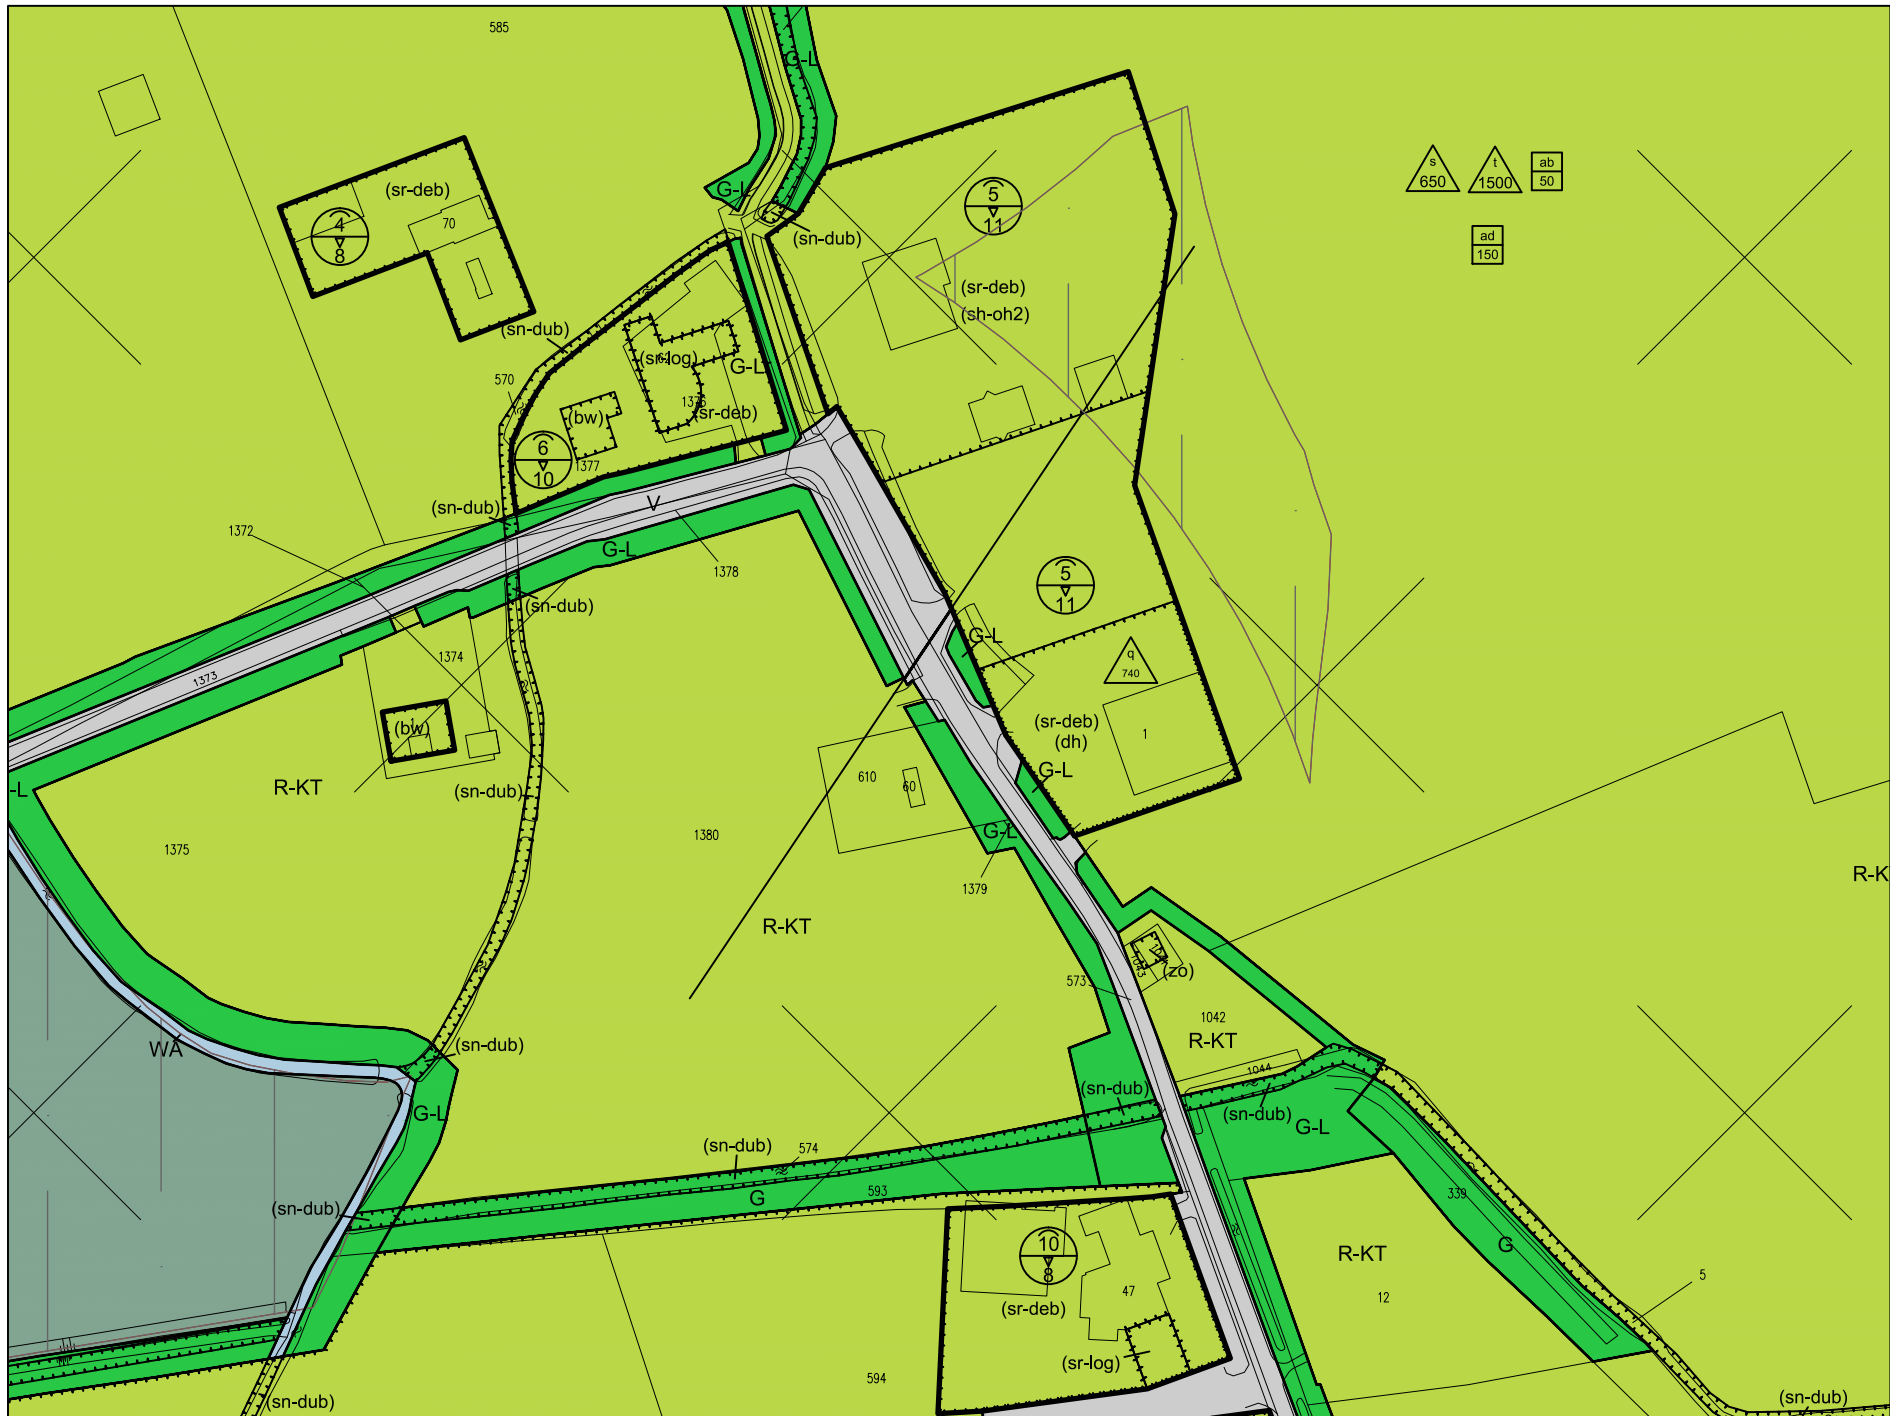 585
G-L
s
650
t
1500
ab
50
ad
150
(sr-deb)
70
4
8
G-L
5
11
(sn-dub)
(sr-deb)
(sh-oh2)
(sn-dub)
(sr-log)
G-L
570
1376
(sr-deb)
(bw)
6
10
1377
(sn-dub)
V
1372
G-L
1378
(sn-dub)
5
11
G-L
1374
1373
q
740
(bw)
1
(sr-deb)
(dh)
1
G-L
-L
R-KT
(sn-dub)
610
60
1375
1380
G-L
1379
R-K
R-KT
573
1043
(zo)
1042
R-KT
WA
(sn-dub)
1044
(sn-dub)
(sn-dub)
G-L
G-L
(sn-dub)
574
G
593
339
(sn-dub)
10
8
R-KT
G
5
47
12
(sr-deb)
(sr-log)
594
(sn-dub)
(sn-dub)